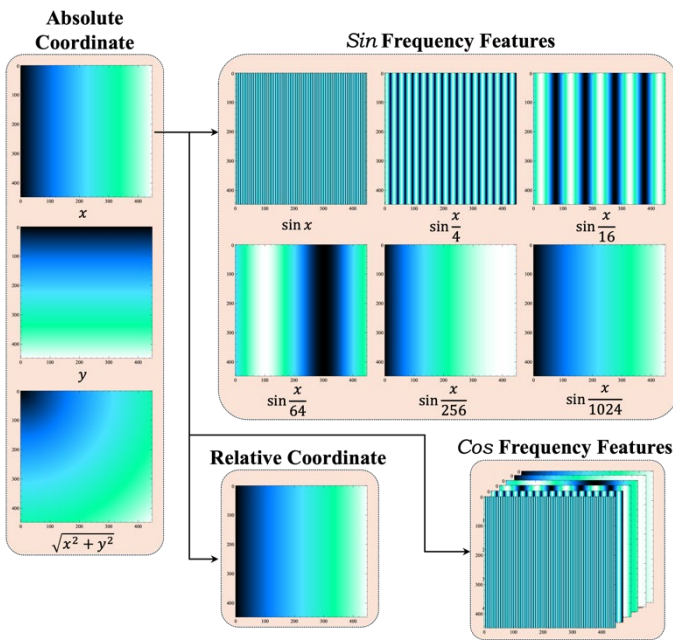 Absolute
Coordinate
x
y
√x² + y²
Sin Frequency Features
sin x
sin x/4
sin x/16
sin x/64
sin x/256
sin x/1024
Relative Coordinate
Cos Frequency Features